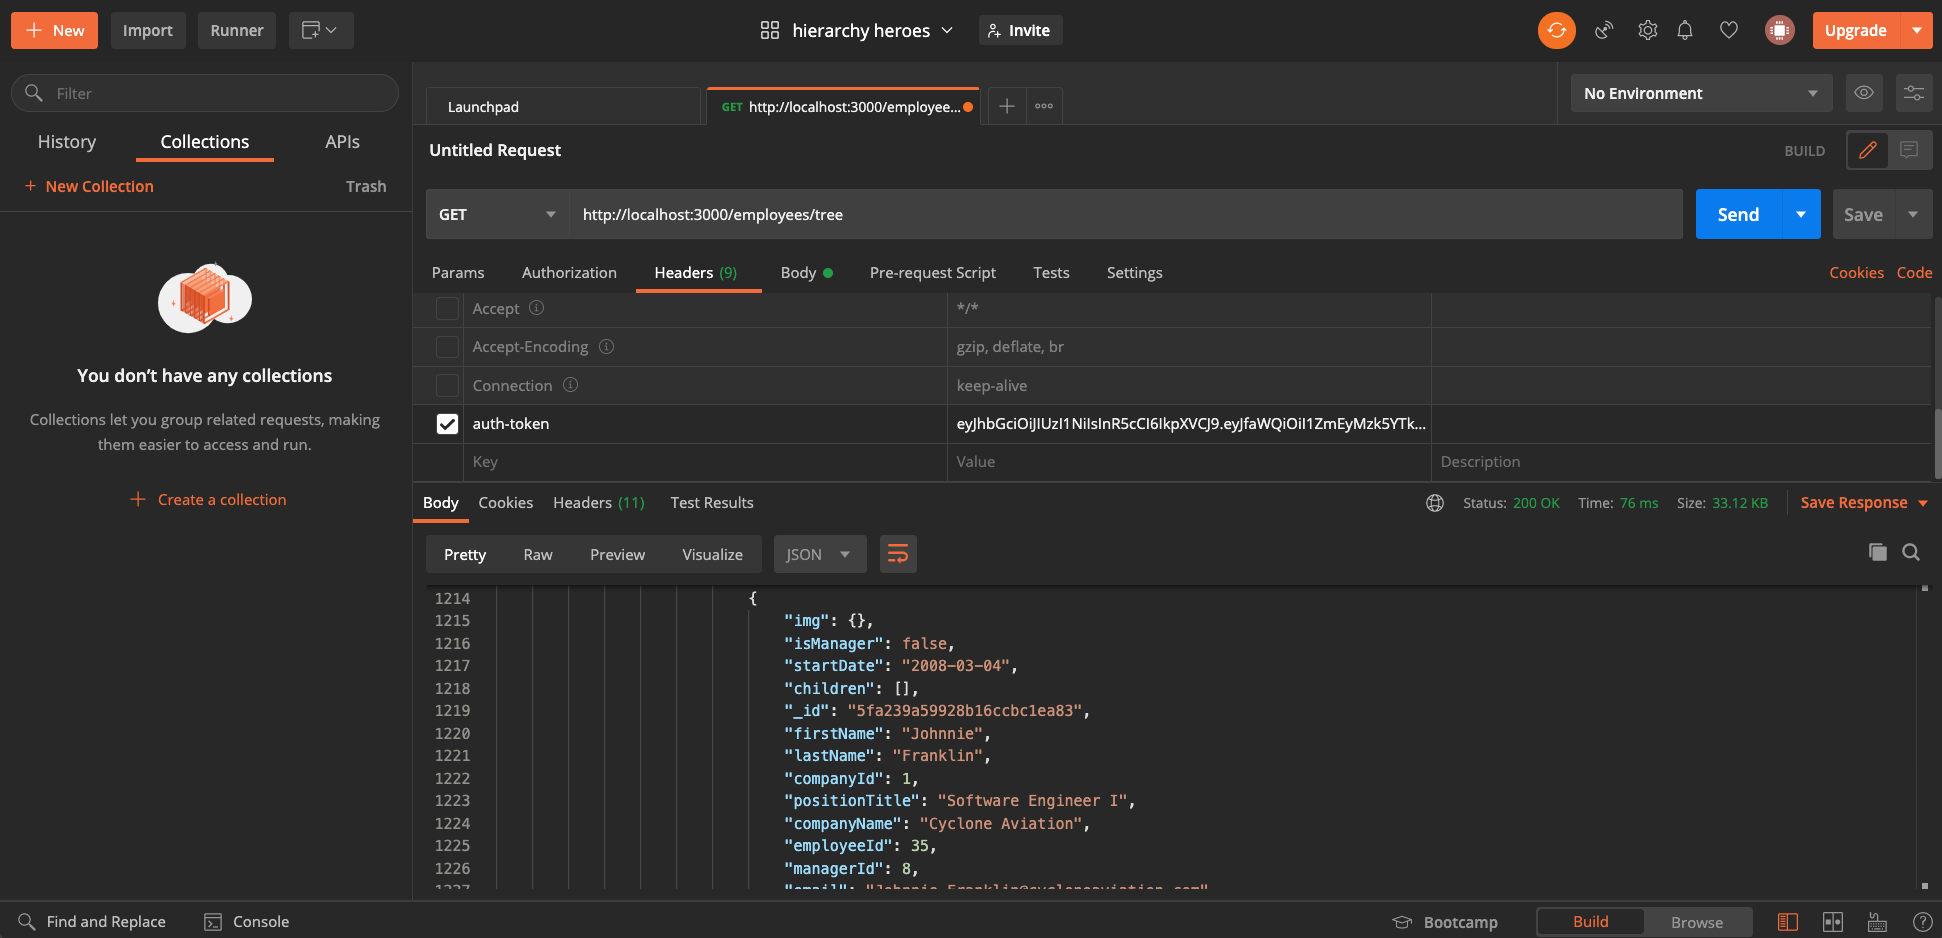 New
Import
Runner
hierarchy heroes
Invite
Upgrade
Filter
History
Collections
APIs
+ New Collection
Trash
You don’t have any collections
Collections let you group related requests, making
them easier to access and run.
+ Create a collection
Launchpad
GET http://localhost:3000/employee...
No Environment
Untitled Request
BUILD
GET
http://localhost:3000/employees/tree
Send
Save
Params
Authorization
Headers (9)
Body
Pre-request Script
Tests
Settings
Cookies
Code
Accept
*/*
Accept-Encoding
gzip, deflate, br
Connection
keep-alive
auth-token
eyJhbGciOiJIUzI1NiIsInR5cCI6IkpXVCJ9.eyJfaWQiOiI1ZmEyMzk5YTk...
Key
Value
Description
Body
Cookies
Headers (11)
Test Results
Status: 200 OK
Time: 76 ms
Size: 33.12 KB
Save Response
Pretty
Raw
Preview
Visualize
JSON
1214 {
1215 "img": {},
1216 "isManager": false,
1217 "startDate": "2008-03-04",
1218 "children": [],
1219 "_id": "5fa239a59928b16ccbc1ea83",
1220 "firstName": "Johnnie",
1221 "lastName": "Franklin",
1222 "companyId": 1,
1223 "positionTitle": "Software Engineer I",
1224 "companyName": "Cyclone Aviation",
1225 "employeeId": 35,
1226 "managerId": 8,
1227 "email": "Johnnie_Franklin@cycloneaviation.com"
Find and Replace
Console
Bootcamp
Build
Browse